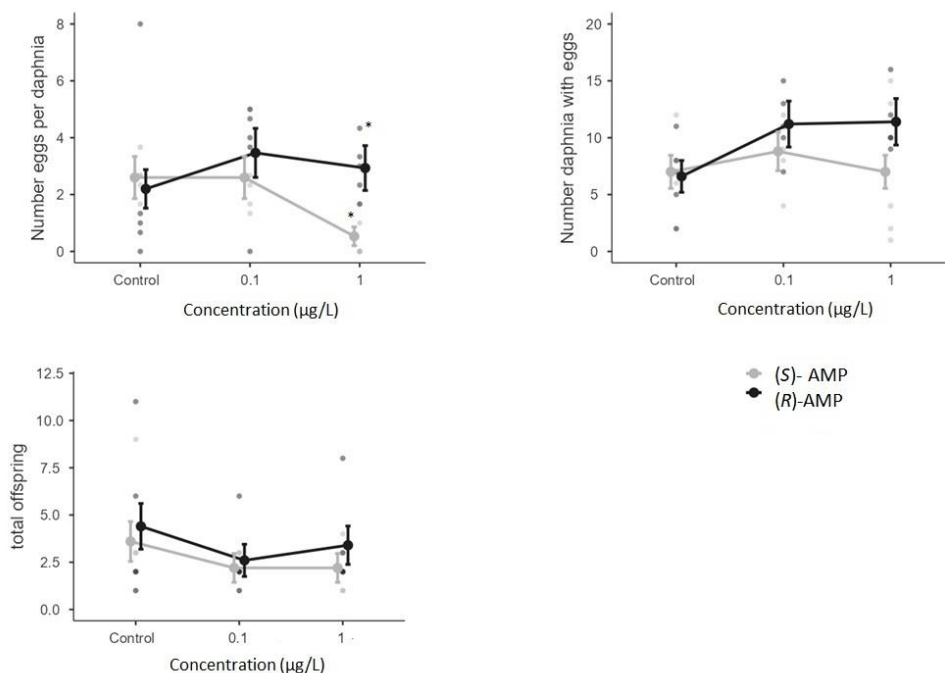 Number eggs per daphnia
8
6
4
2
0
*
*
Control
0.1
1
Concentration (µg/L)
Number daphnia with eggs
20
15
10
5
0
Control
0.1
1
Concentration (µg/L)
total offspring
12.5
10.0
7.5
5.0
2.5
0.0
Control
0.1
1
Concentration (µg/L)
(S)- AMP
(R)-AMP